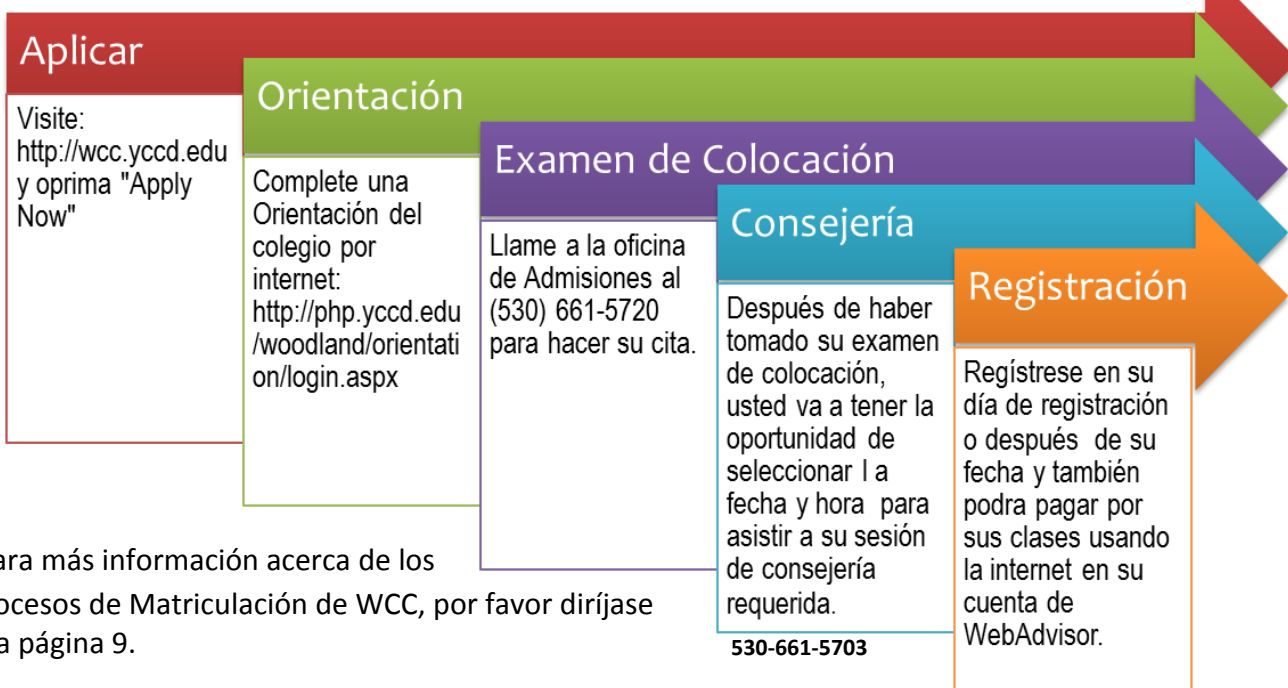 Aplicar
Visite:
http://wcc.yccd.edu
y oprima "Apply
Now"
Orientación
Complete una
Orientación del
colegio por
internet:
http://php.yccd.edu
/woodland/orientati
on/login.aspx
Examen de Colocación
Llame a la oficina
de Admisiones al
(530) 661-5720
para hacer su cita.
Consejería
Después de haber
tomado su examen
de colocación,
usted va a tener la
oportunidad de
seleccionar l a
fecha y hora para
asistir a su sesión
de consejería
requerida.
530-661-5703
Registración
Regístrese en su
día de registración
o después de su
fecha y también
podra pagar por
sus clases usando
la internet en su
cuenta de
WebAdvisor.
ara más información acerca de los
ocesos de Matriculación de WCC, por favor diríjase
a página 9.